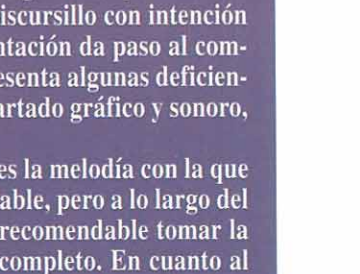 iscursillo con intención
ntación da paso al com-
esenta algunas deficien-
artado gráfico y sonoro,
es la melodía con la que
able, pero a lo largo del
recomendable tomar la
completo. En cuanto al